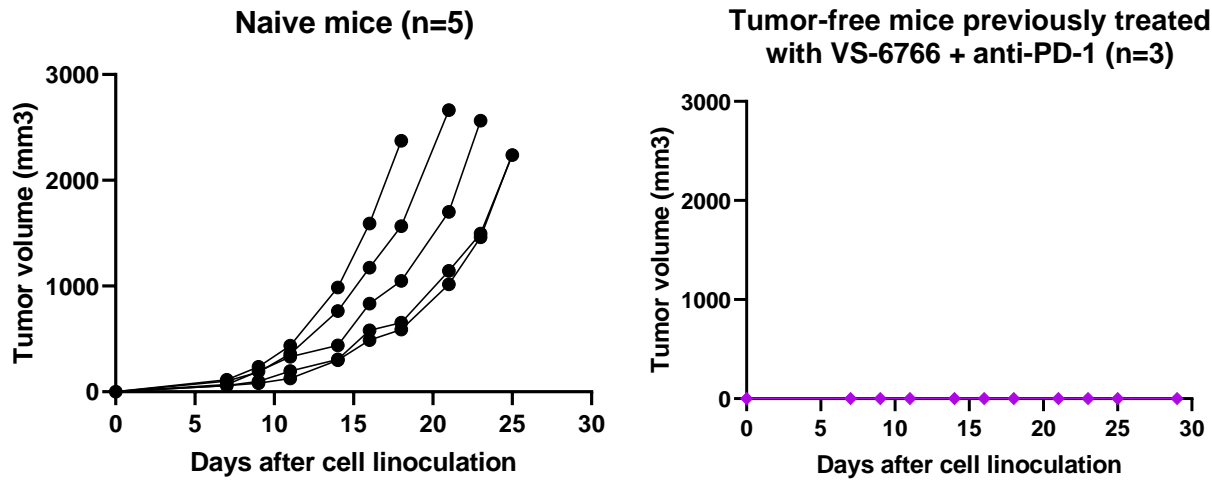 Naive mice (n=5)
Tumor volume (mm3)
3000
2000
1000
0
0 5 10 15 20 25 30
Days after cell linoculation
Tumor-free mice previously treated
with VS-6766 + anti-PD-1 (n=3)
Tumor volume (mm3)
3000
2000
1000
0
0 5 10 15 20 25 30
Days after cell linoculation